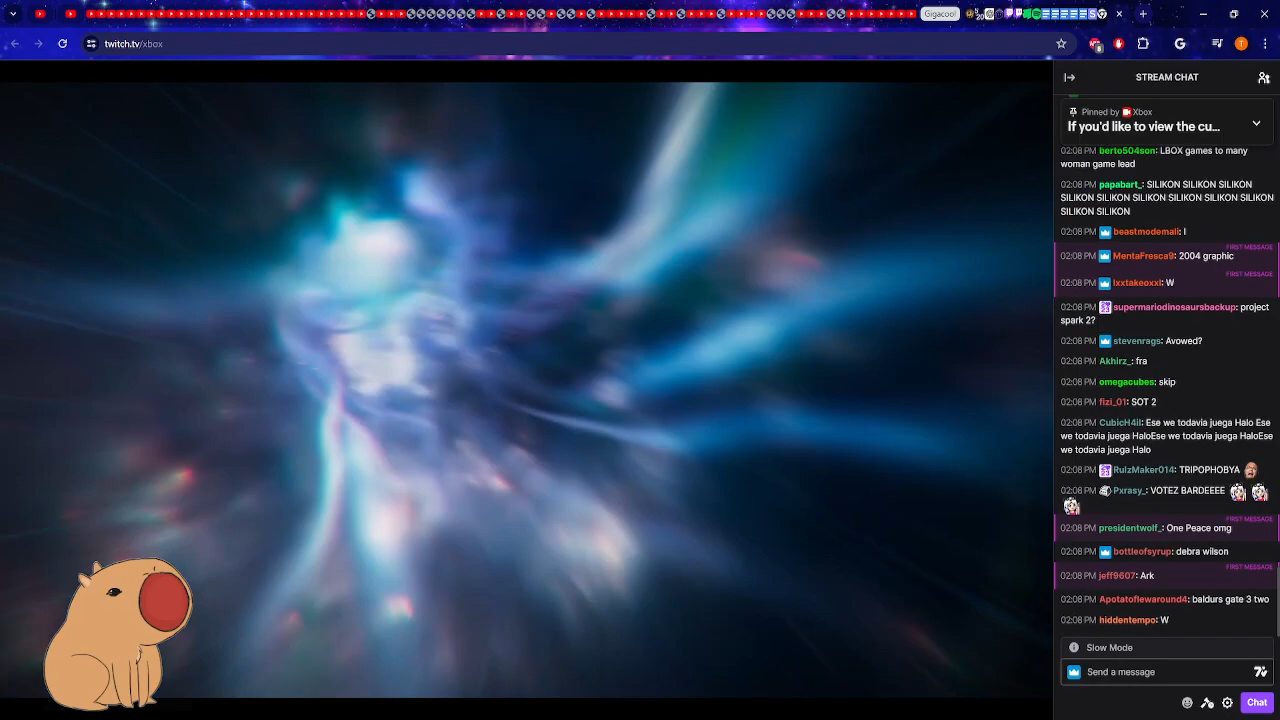 Gigacool
20
twitch.tv/xbox
G
T
STREAM CHAT
Pinned by Xbox
If you'd like to view the cu...
02:08 PM berto504son: LBOX games to many
woman game lead
02:08 PM papabart_: SILIKON SILIKON SILIKON
SILIKON SILIKON SILIKON SILIKON SILIKON SILIKON
SILIKON SILIKON
02:08 PM beastmodemali: I
FIRST MESSAGE
02:08 PM MentaFresca9: 2004 graphic
FIRST MESSAGE
02:08 PM lxxtakeoxxl: W
02:08 PM supermariodinosaursbackup: project
spark 2?
02:08 PM stevenrags: Avowed?
02:08 PM Akhirz_: fra
02:08 PM omegacubes: skip
02:08 PM fizi_01: SOT 2
02:08 PM CubicH4il: Ese we todavia juega Halo Ese
we todavia juega HaloEse we todavia juega HaloEse
we todavia juega Halo
02:08 PM RulzMaker014: TRIPOPHOBYA
02:08 PM Pxrasy_: VOTEZ BARDEEEE
FIRST MESSAGE
02:08 PM presidentwolf_: One Peace omg
02:08 PM bottleofsyrup: debra wilson
FIRST MESSAGE
02:08 PM jeff9607: Ark
02:08 PM Apotatoflewaround4: baldurs gate 3 two
02:08 PM hiddentempo: W
Slow Mode
Send a message
Chat